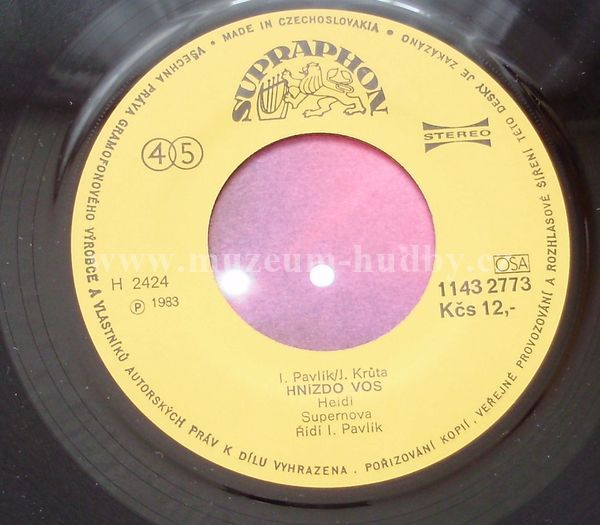 VŠECHNA PRÁVA GRAMOFONOVÉHO VÝROBCE A VLASTNÍKŮ AUTORSKÝCH PRÁV K DÍLU VYHRAZENA. POŘIZOVÁNÍ KOPIÍ, VEŘEJNÉ PROVOZOVÁNÍ A ROZHLASOVÉ ŠÍŘENÍ TÉTO DESKY JE ZAKÁZÁNO • MADE IN CZECHOSLOVAKIA •
SUPRAPHON
45
STEREO
www.muzeum-hudby.c
H 2424
Ⓟ 1983
OSA
1143 2773
Kčs 12,-
I. Pavlík/J. Krůta
HNÍZDO VOS
Heidi
Supernova
Řídí I. Pavlík